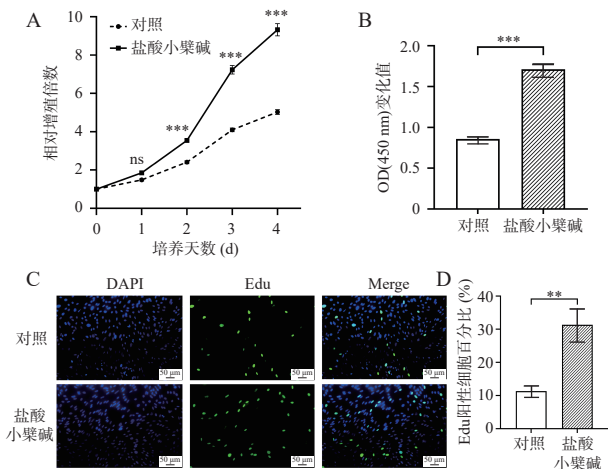 A
对照
盐酸小檗碱
相对增殖倍数
10
8
6
4
2
0
ns
***
***
***
0 1 2 3 4
培养天数 (d)
B
***
OD(450 nm)变化值
2.0
1.5
1.0
0.5
0
对照 盐酸小檗碱
C
DAPI Edu Merge
对照
50 μm 50 μm 50 μm
盐酸
小檗碱
50 μm 50 μm 50 μm
D
**
Edu阳性细胞百分比 (%)
40
30
20
10
0
对照 盐酸
小檗碱